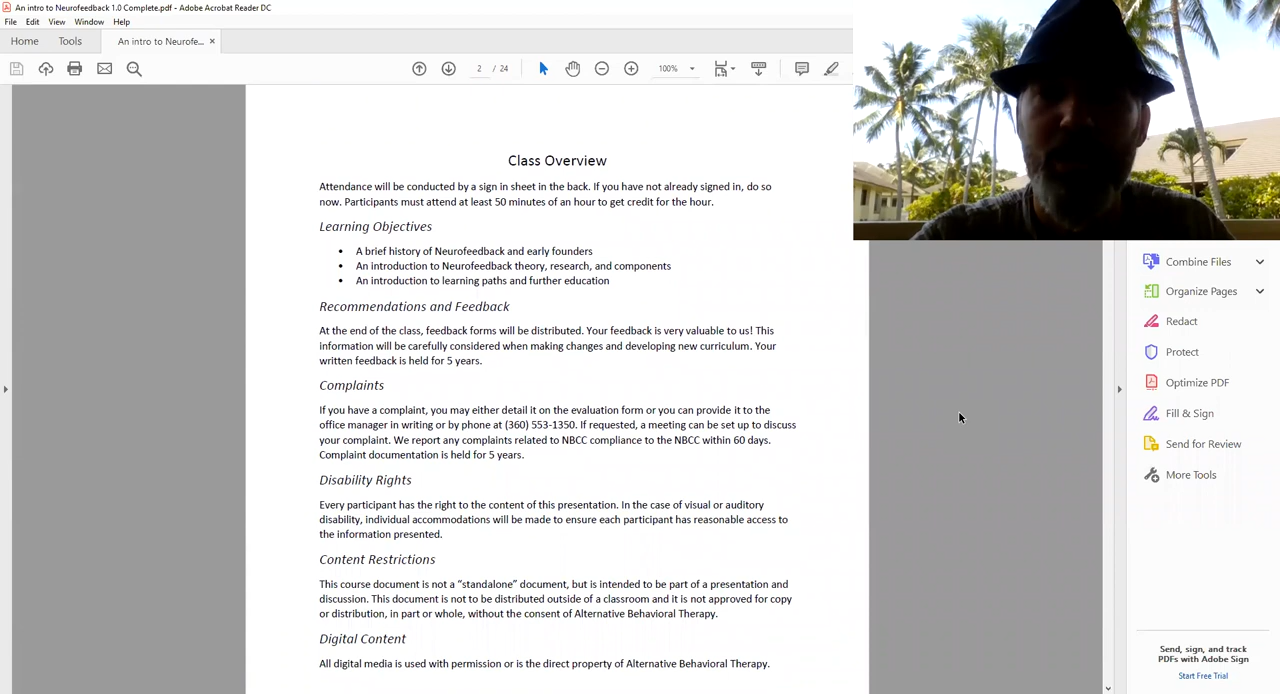 An intro to Neurofeedback 1.0 Complete.pdf - Adobe Acrobat Reader DC
File Edit View Window Help
Home Tools An intro to Neurofe... ×
2 / 24 100%
Class Overview
Attendance will be conducted by a sign in sheet in the back. If you have not already signed in, do so
now. Participants must attend at least 50 minutes of an hour to get credit for the hour.
Learning Objectives
• A brief history of Neurofeedback and early founders
• An introduction to Neurofeedback theory, research, and components
• An introduction to learning paths and further education
Recommendations and Feedback
At the end of the class, feedback forms will be distributed. Your feedback is very valuable to us! This
information will be carefully considered when making changes and developing new curriculum. Your
written feedback is held for 5 years.
Complaints
If you have a complaint, you may either detail it on the evaluation form or you can provide it to the
office manager in writing or by phone at (360) 553-1350. If requested, a meeting can be set up to discuss
your complaint. We report any complaints related to NBCC compliance to the NBCC within 60 days.
Complaint documentation is held for 5 years.
Disability Rights
Every participant has the right to the content of this presentation. In the case of visual or auditory
disability, individual accommodations will be made to ensure each participant has reasonable access to
the information presented.
Content Restrictions
This course document is not a “standalone” document, but is intended to be part of a presentation and
discussion. This document is not to be distributed outside of a classroom and it is not approved for copy
or distribution, in part or whole, without the consent of Alternative Behavioral Therapy.
Digital Content
All digital media is used with permission or is the direct property of Alternative Behavioral Therapy.
Combine Files
Organize Pages
Redact
Protect
Optimize PDF
Fill & Sign
Send for Review
More Tools
Send, sign, and track
PDFs with Adobe Sign
Start Free Trial